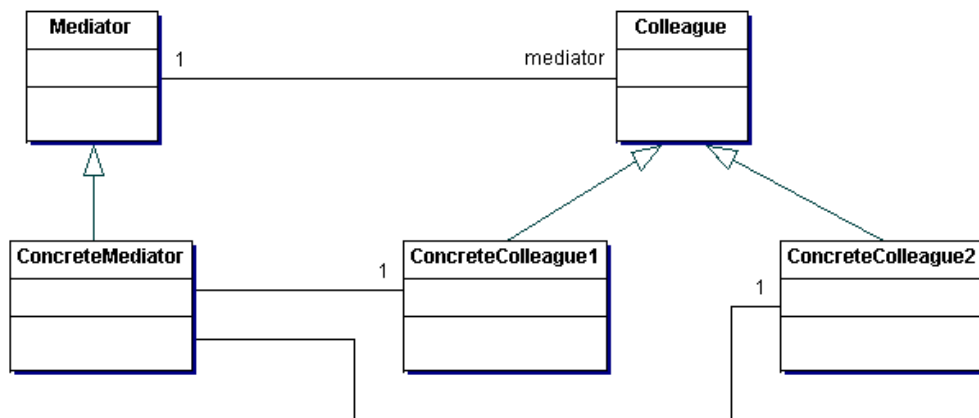 Mediator
Colleague
1
mediator
ConcreteMediator
ConcreteColleague1
ConcreteColleague2
1
1